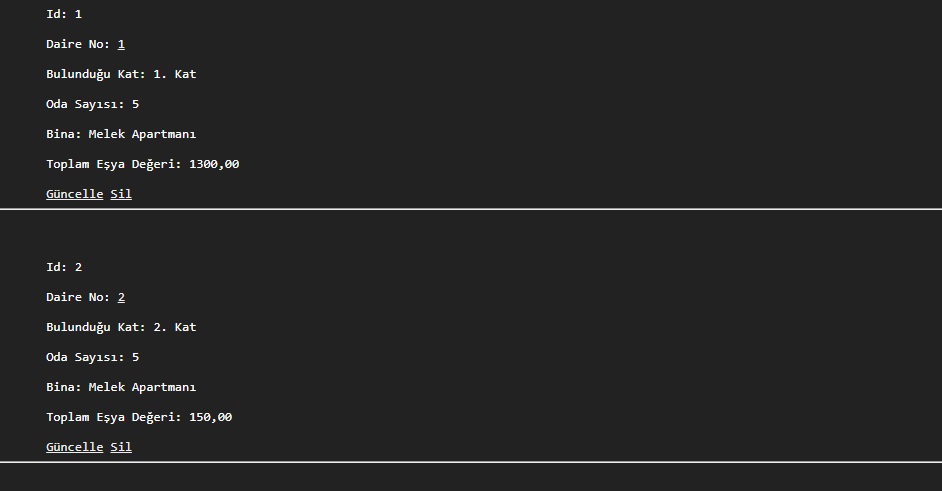 Id: 1
Daire No: 1
Bulunduğu Kat: 1. Kat
Oda Sayısı: 5
Bina: Melek Apartmanı
Toplam Eşya Değeri: 1300,00
Güncelle Sil
Id: 2
Daire No: 2
Bulunduğu Kat: 2. Kat
Oda Sayısı: 5
Bina: Melek Apartmanı
Toplam Eşya Değeri: 150,00
Güncelle Sil